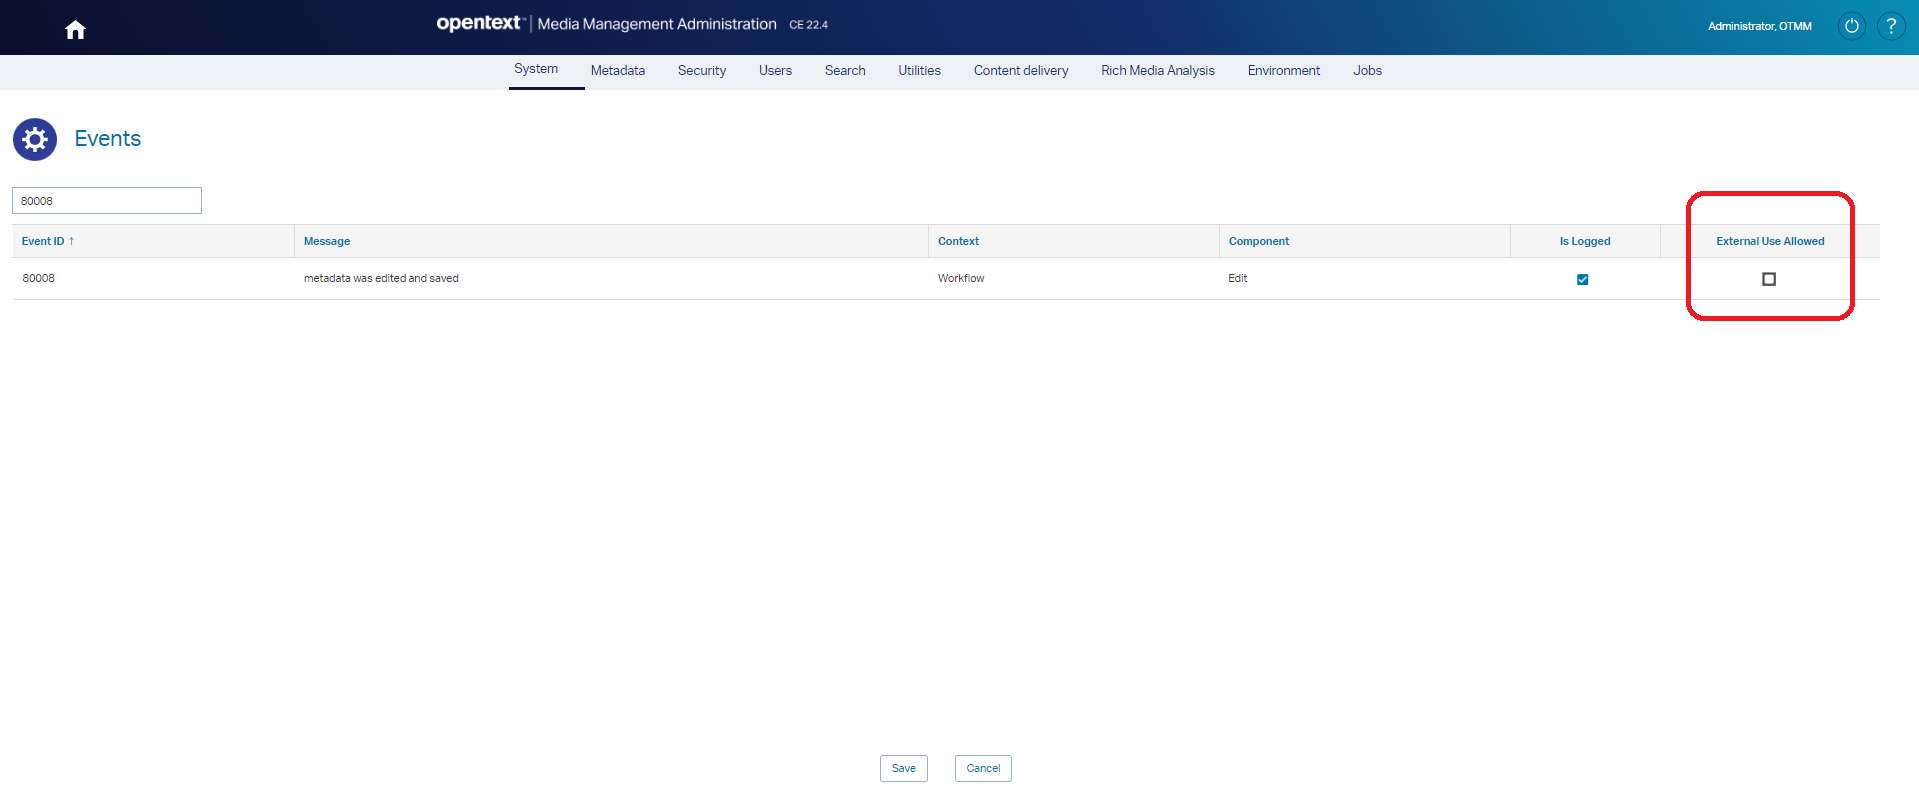 opentext™ | Media Management Administration CE 22.4
Administrator, OTMM
?
System Metadata Security Users Search Utilities Content delivery Rich Media Analysis Environment Jobs
Events
80008
Event ID ↑ Message Context Component Is Logged External Use Allowed
80008 metadata was edited and saved Workflow Edit
Save Cancel